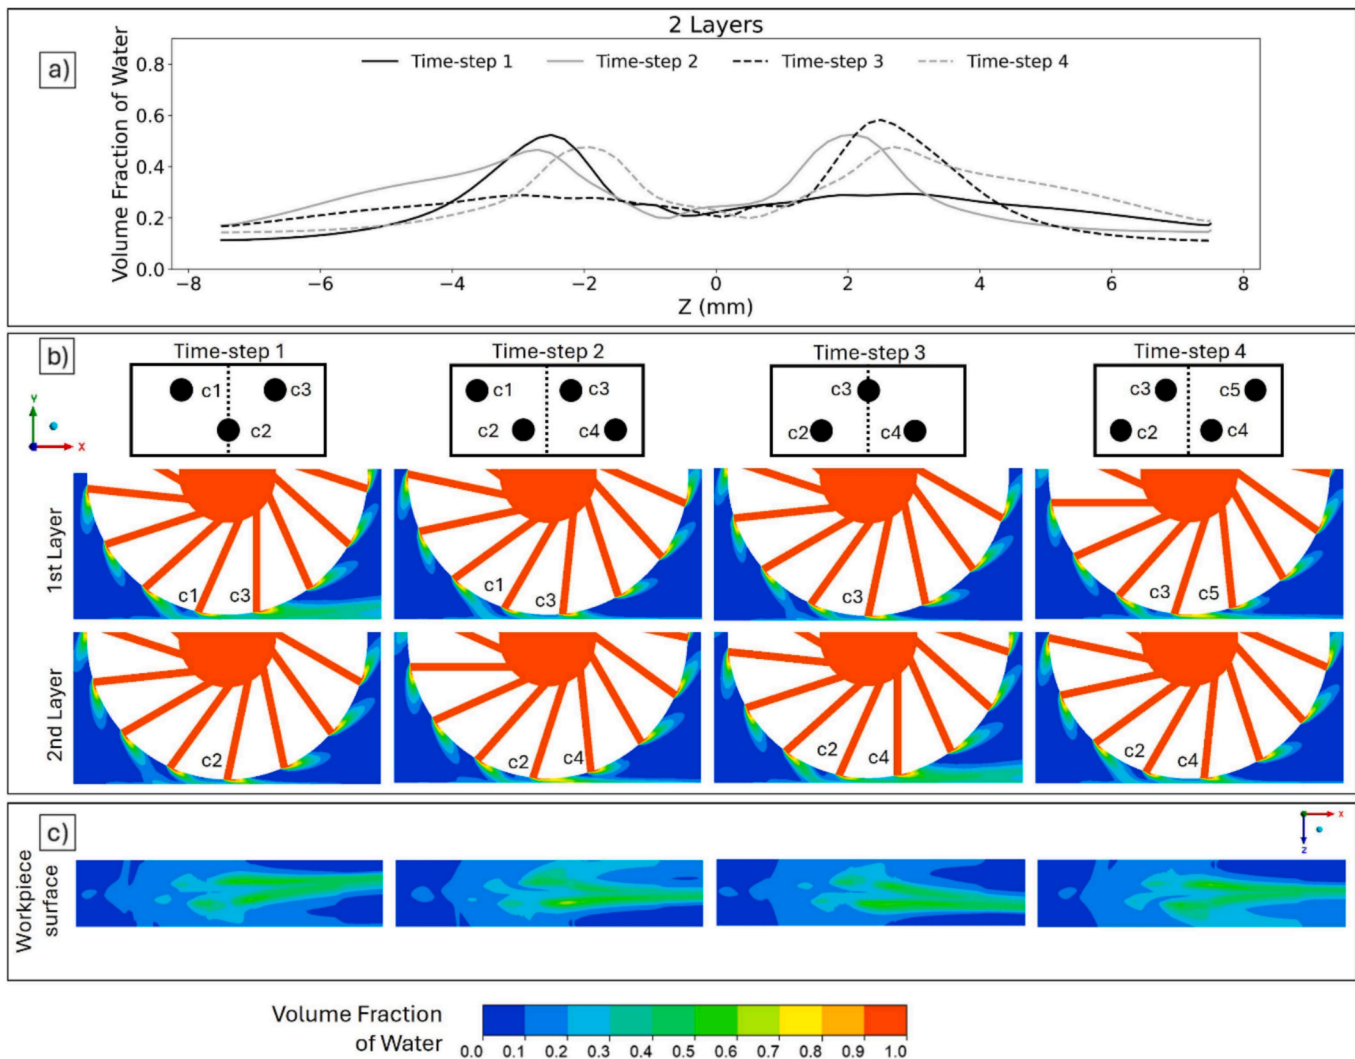 2 Layers
a)
Volume Fraction of Water
0.8
0.6
0.4
0.2
0.0
Time-step 1
Time-step 2
Time-step 3
Time-step 4
−8
−6
−4
−2
0
2
4
6
8
Z (mm)
b)
Time-step 1
Time-step 2
Time-step 3
Time-step 4
Y
X
c1
c3
c2
c1
c3
c2
c4
c3
c2
c4
c3
c5
c2
c4
1st Layer
c1
c3
c1
c3
c3
c3
c5
2nd Layer
c2
c2
c4
c2
c4
c2
c4
c)
X
Z
Workpiece
surface
Volume Fraction
of Water
0.0 0.1 0.2 0.3 0.4 0.5 0.6 0.7 0.8 0.9 1.0